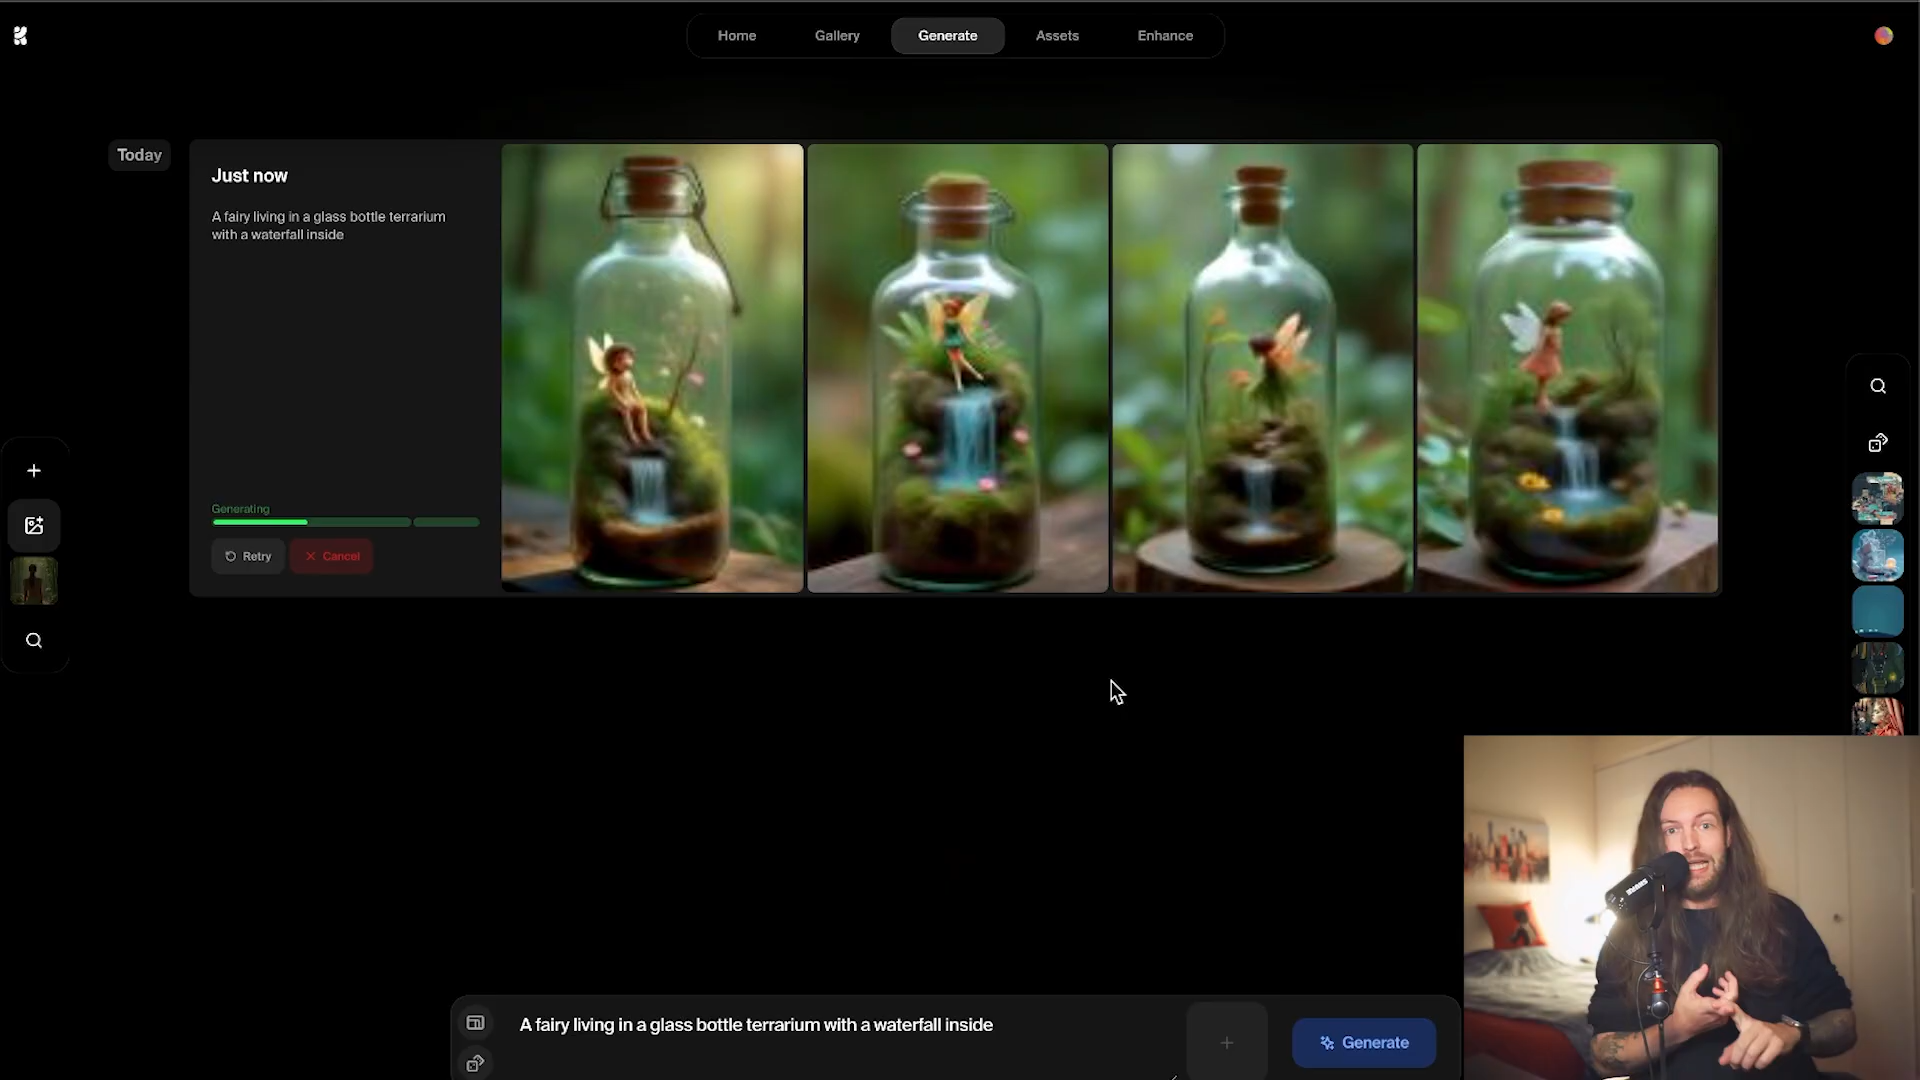 Home
Gallery
Generate
Assets
Enhance
Today
Just now
A fairy living in a glass bottle terrarium
with a waterfall inside
Generating
Retry
Cancel
A fairy living in a glass bottle terrarium with a waterfall inside
Generate